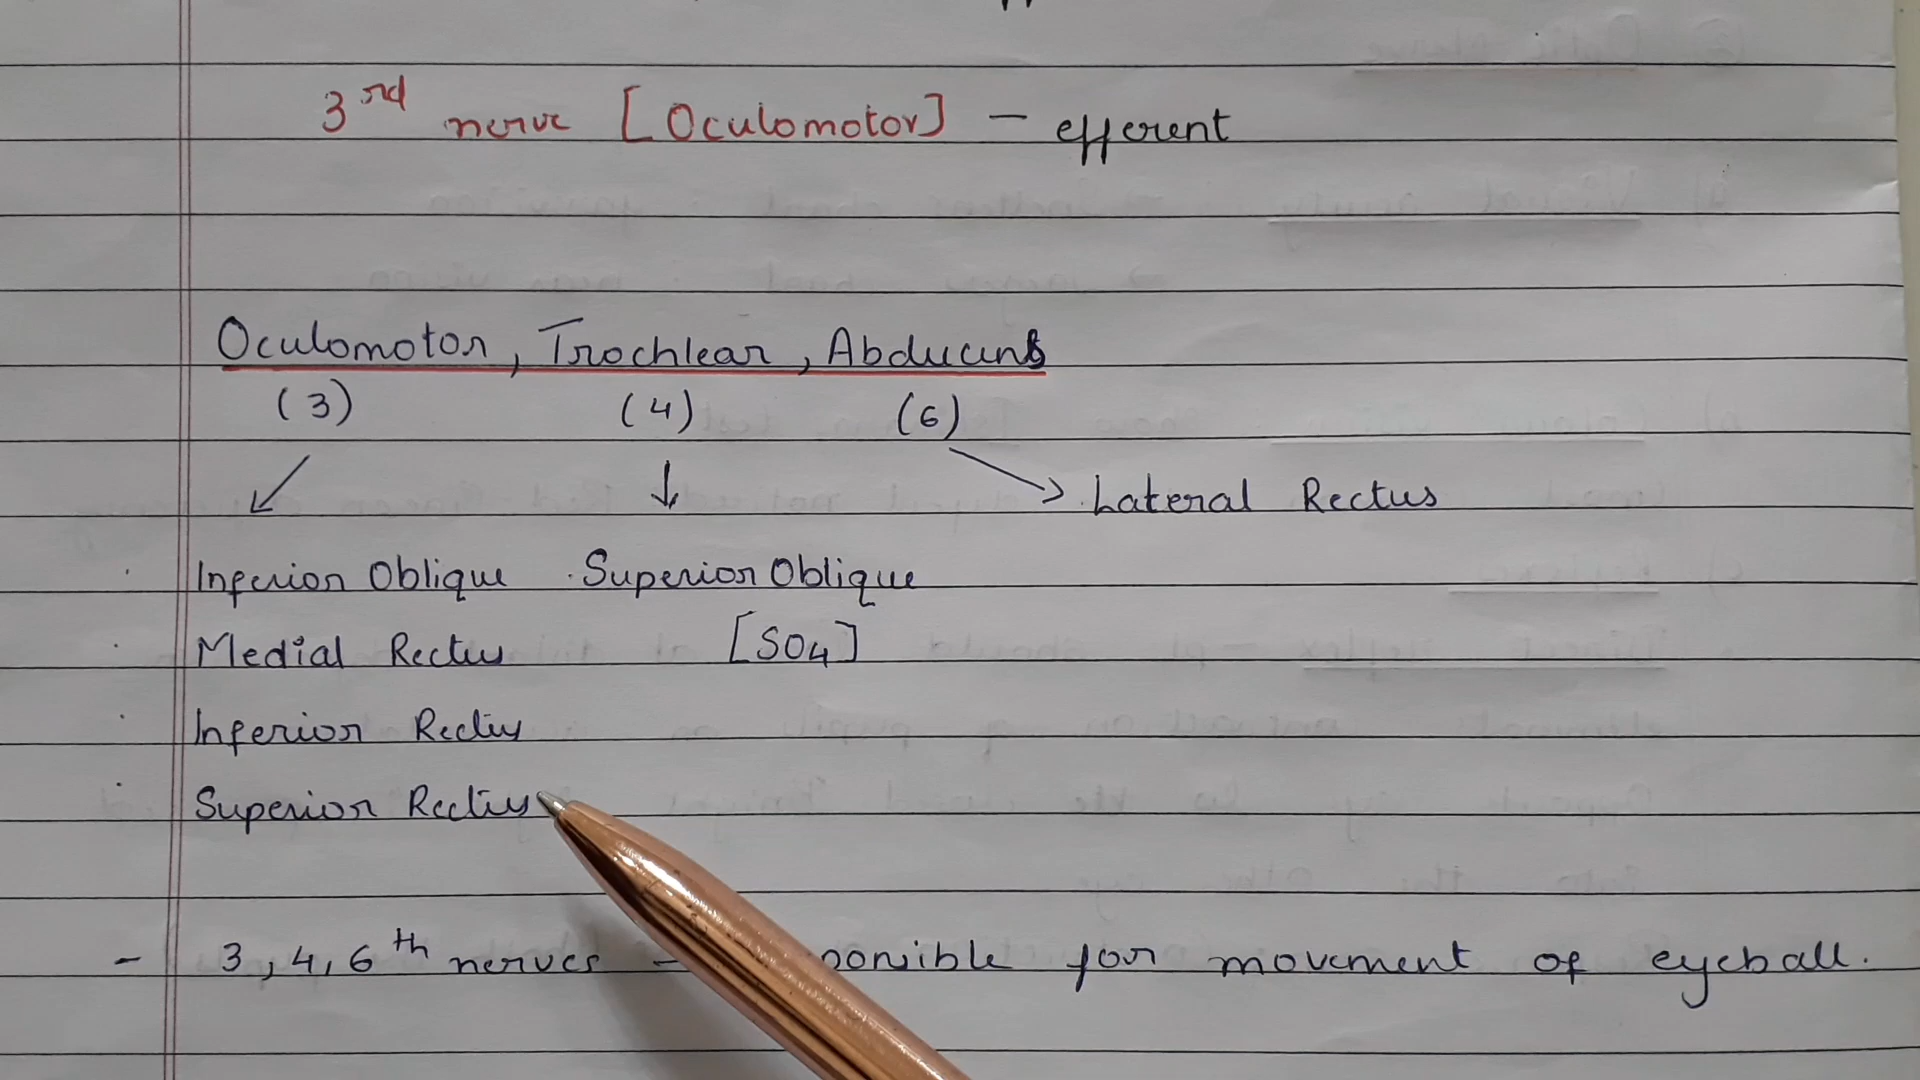 3rd nerve [Oculomotor] - efferent
Oculomotor, Trochlear, Abducens
(3) (4) (6)
Lateral Rectus
Inferior Oblique Superior Oblique
Medial Rectus [SO4]
Inferior Rectus
Superior Rectus
- 3, 4, 6th nerves - ponsible for movement of eyeball.